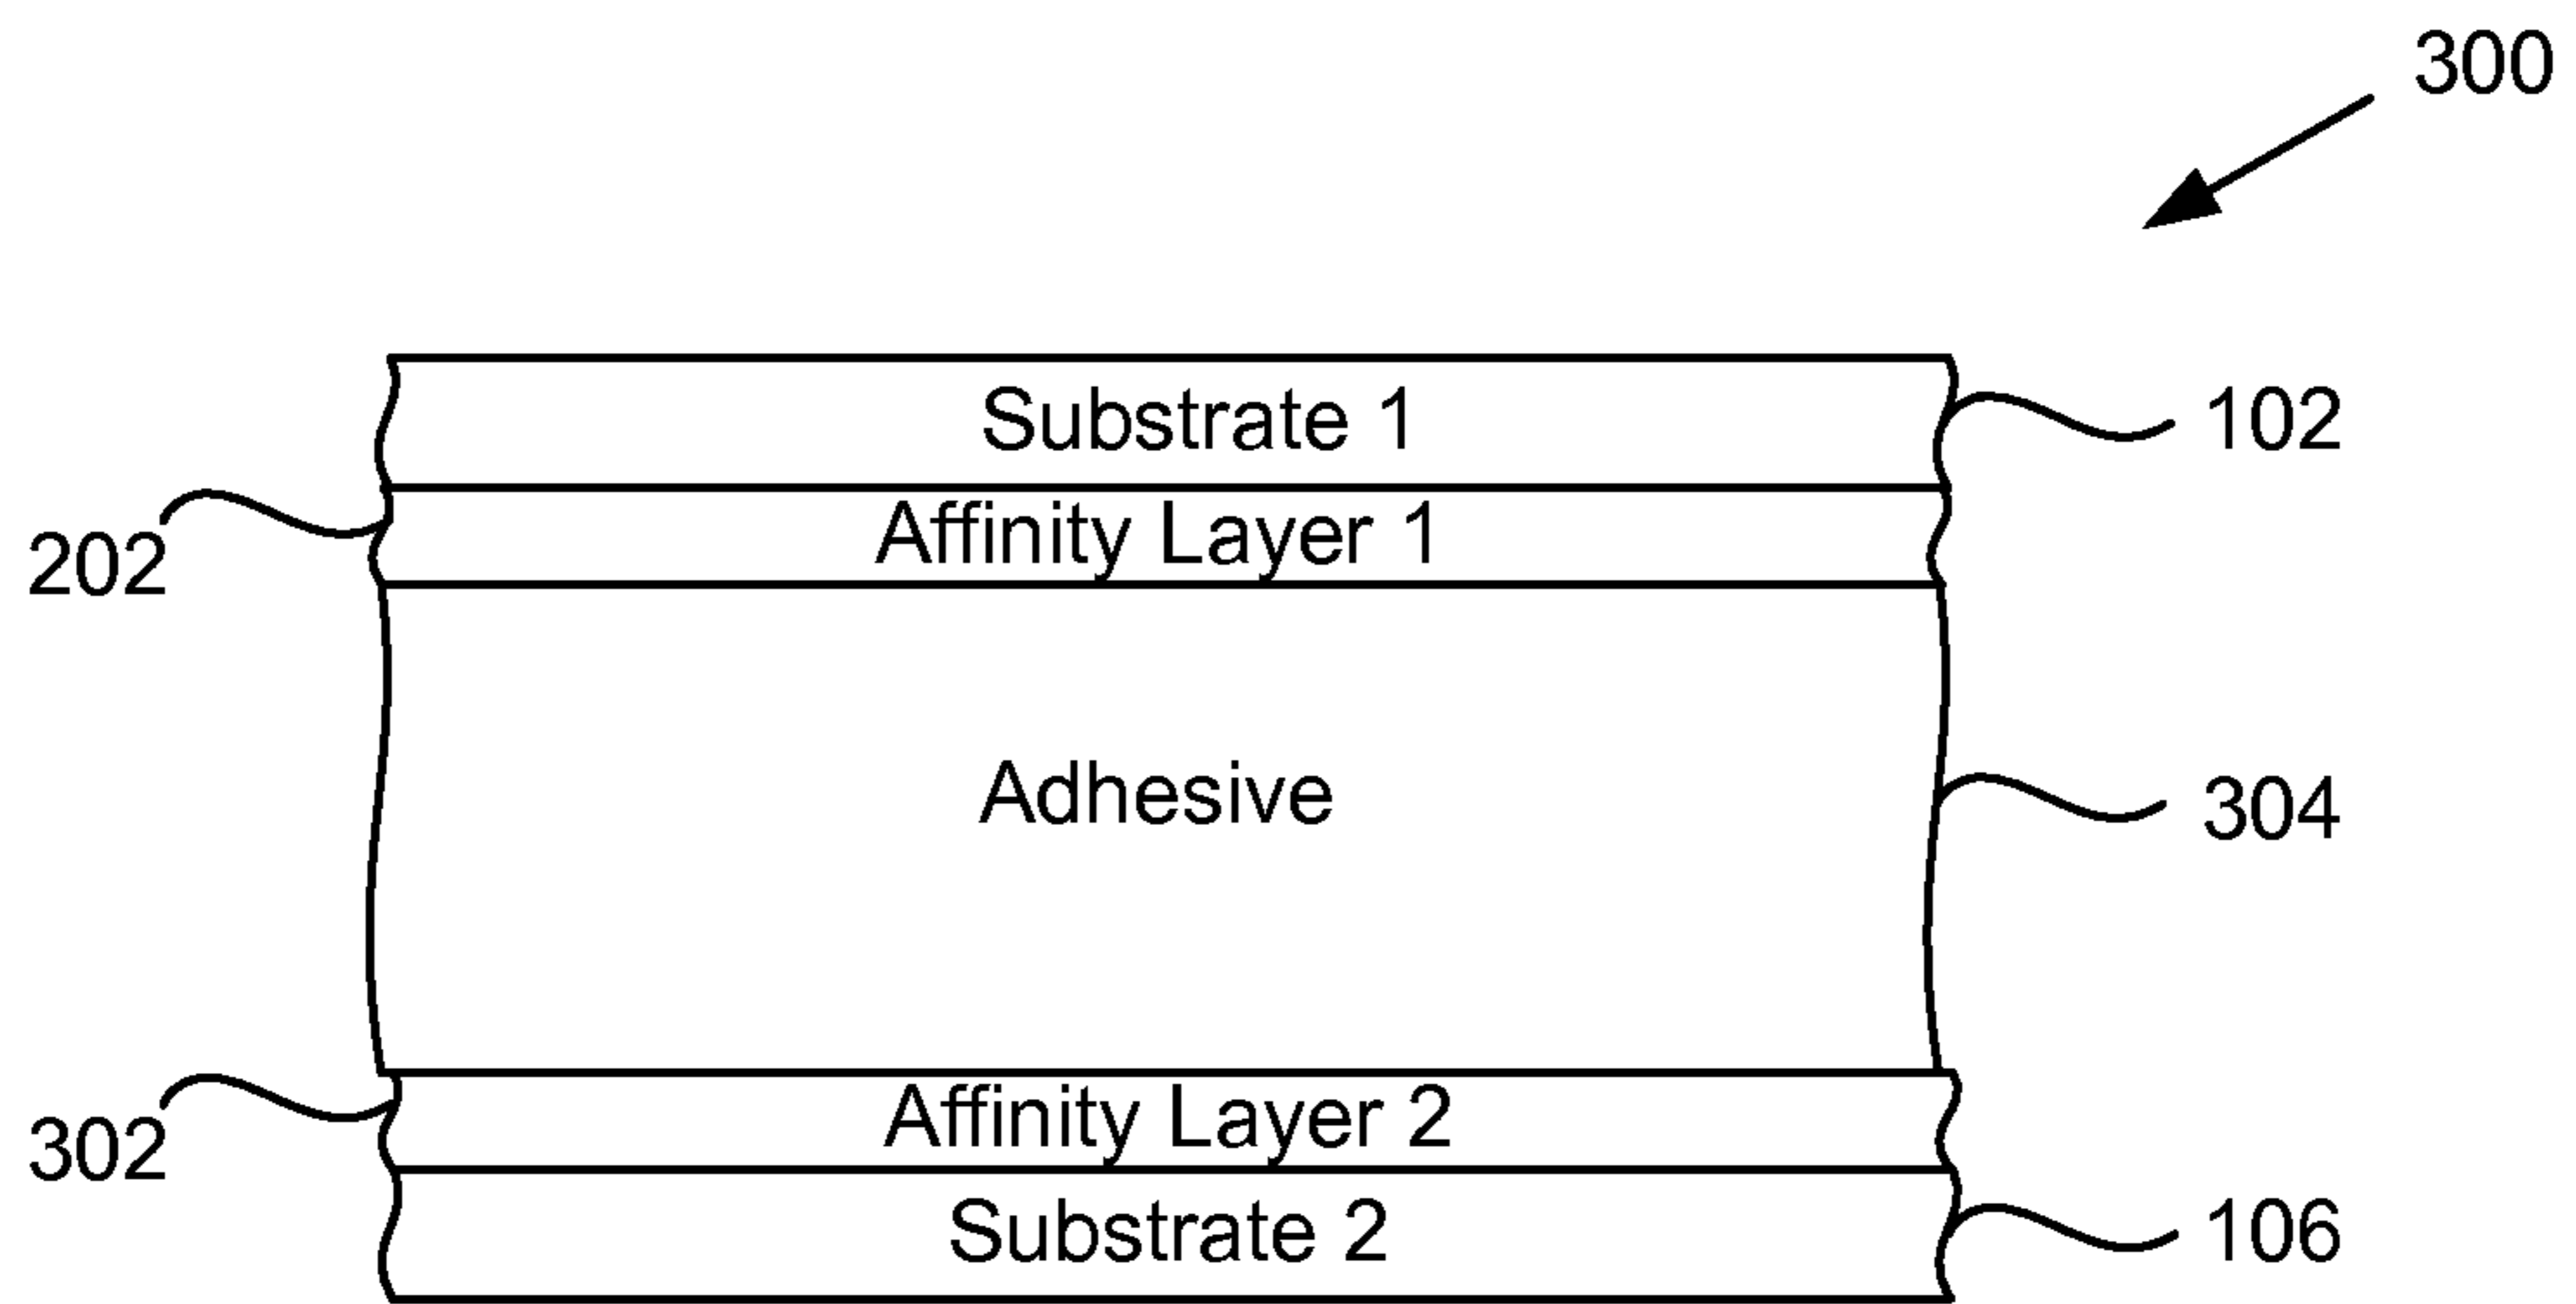 300
Substrate 1
102
Affinity Layer 1
202
Adhesive
304
Affinity Layer 2
302
Substrate 2
106